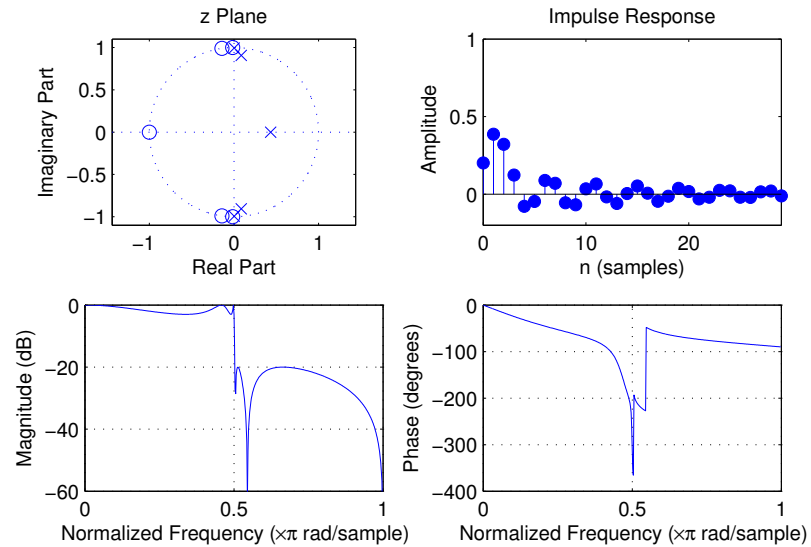 z Plane
1
0.5
0
−0.5
−1
−1 0 1
Imaginary Part
Real Part
Impulse Response
1
0.5
0
0 10 20
Amplitude
n (samples)
0
−20
−40
−60
0 0.5 1
Magnitude (dB)
Normalized Frequency (×π rad/sample)
0
−100
−200
−300
−400
0 0.5 1
Phase (degrees)
Normalized Frequency (×π rad/sample)